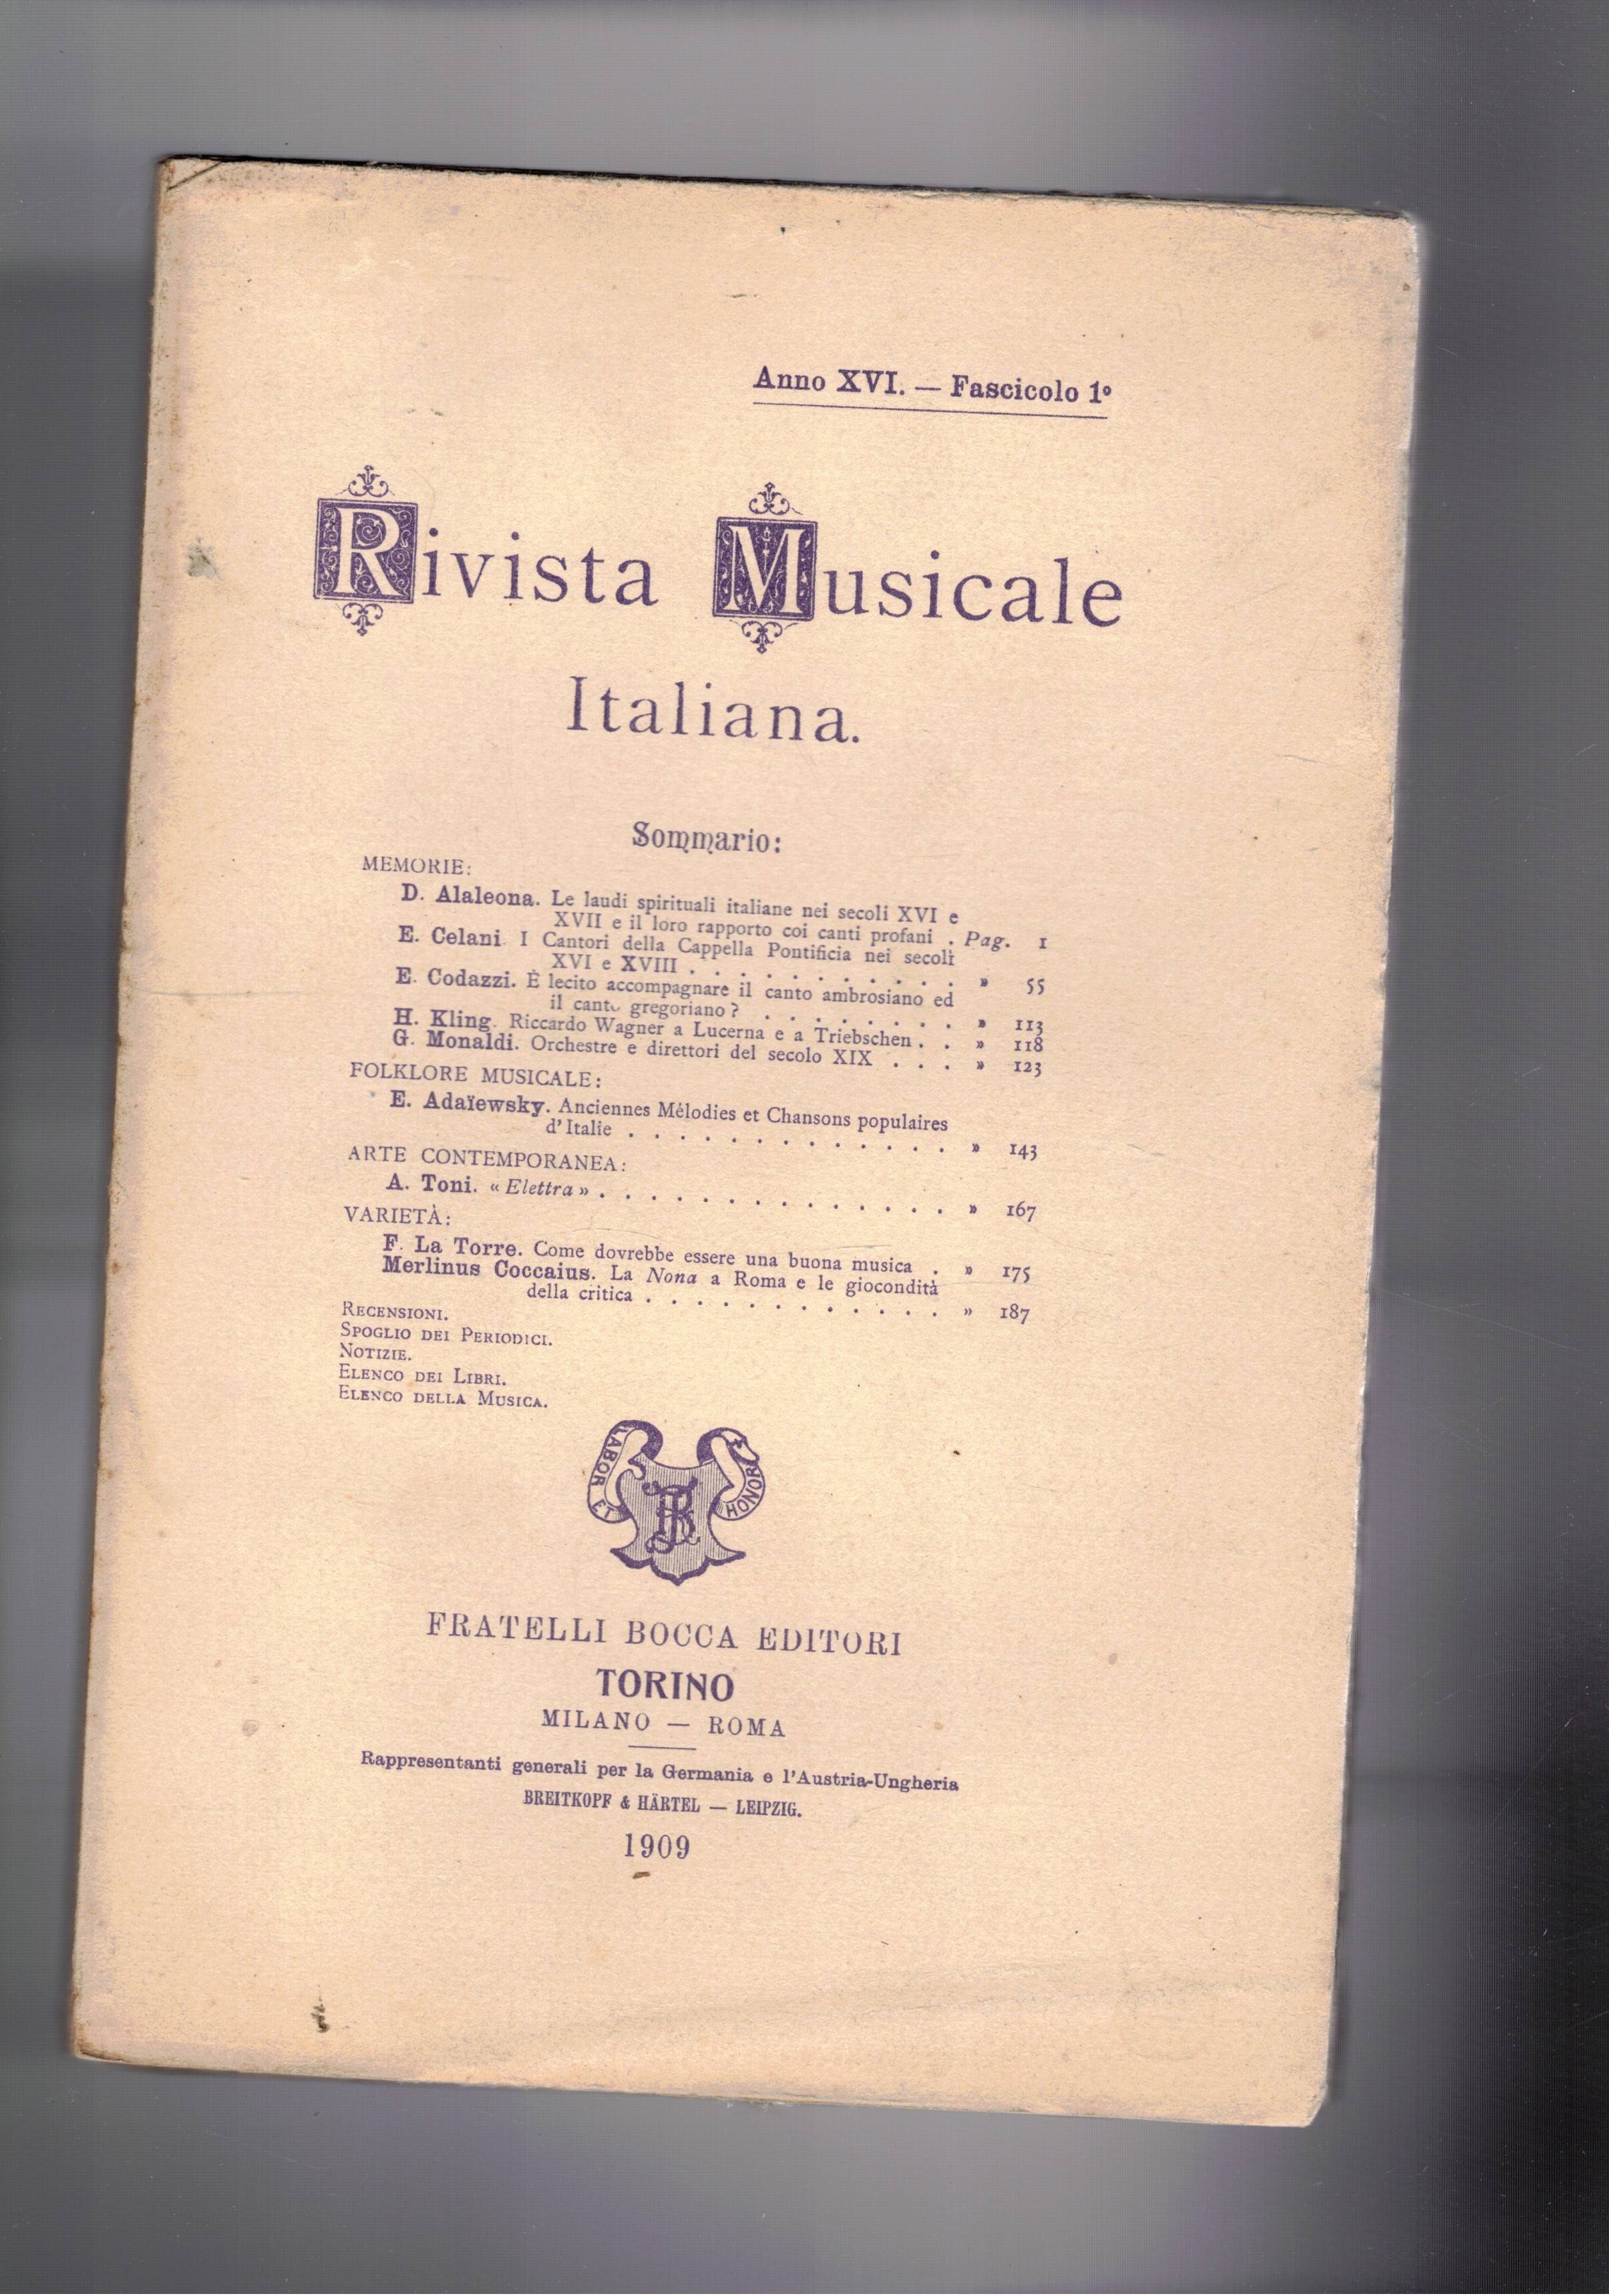 Anno XVI. — Fascicolo 1º
Rivista Musicale
Italiana.
Sommario:
MEMORIE:
D. Alaleona. Le laudi spirituali italiane nei secoli XVI e
XVII e il loro rapporto coi canti profani . Pag. 1
E. Celani. I Cantori della Cappella Pontificia nei secoli
XVI e XVIII . . . . . . . . . . . » 55
E. Codazzi. È lecito accompagnare il canto ambrosiano ed
il canto gregoriano? . . . . . . . . » 113
H. Kling. Riccardo Wagner a Lucerna e a Triebschen . . » 118
G. Monaldi. Orchestre e direttori del secolo XIX . . . » 123
FOLKLORE MUSICALE:
E. Adaïewsky. Anciennes Mélodies et Chansons populaires
d'Italie . . . . . . . . . . . . . » 143
ARTE CONTEMPORANEA:
A. Toni. « Elettra » . . . . . . . . . . . . . . » 167
VARIETÀ:
F. La Torre. Come dovrebbe essere una buona musica . » 175
Merlinus Coccaius. La Nona a Roma e le giocondità
della critica . . . . . . . . . . . . » 187
RECENSIONI.
SPOGLIO DEI PERIODICI.
NOTIZIE.
ELENCO DEI LIBRI.
ELENCO DELLA MUSICA.
LABOR ET HONOR
FRATELLI BOCCA EDITORI
TORINO
MILANO — ROMA
Rappresentanti generali per la Germania e l'Austria-Ungheria
BREITKOPF & HÄRTEL — LEIPZIG.
1909